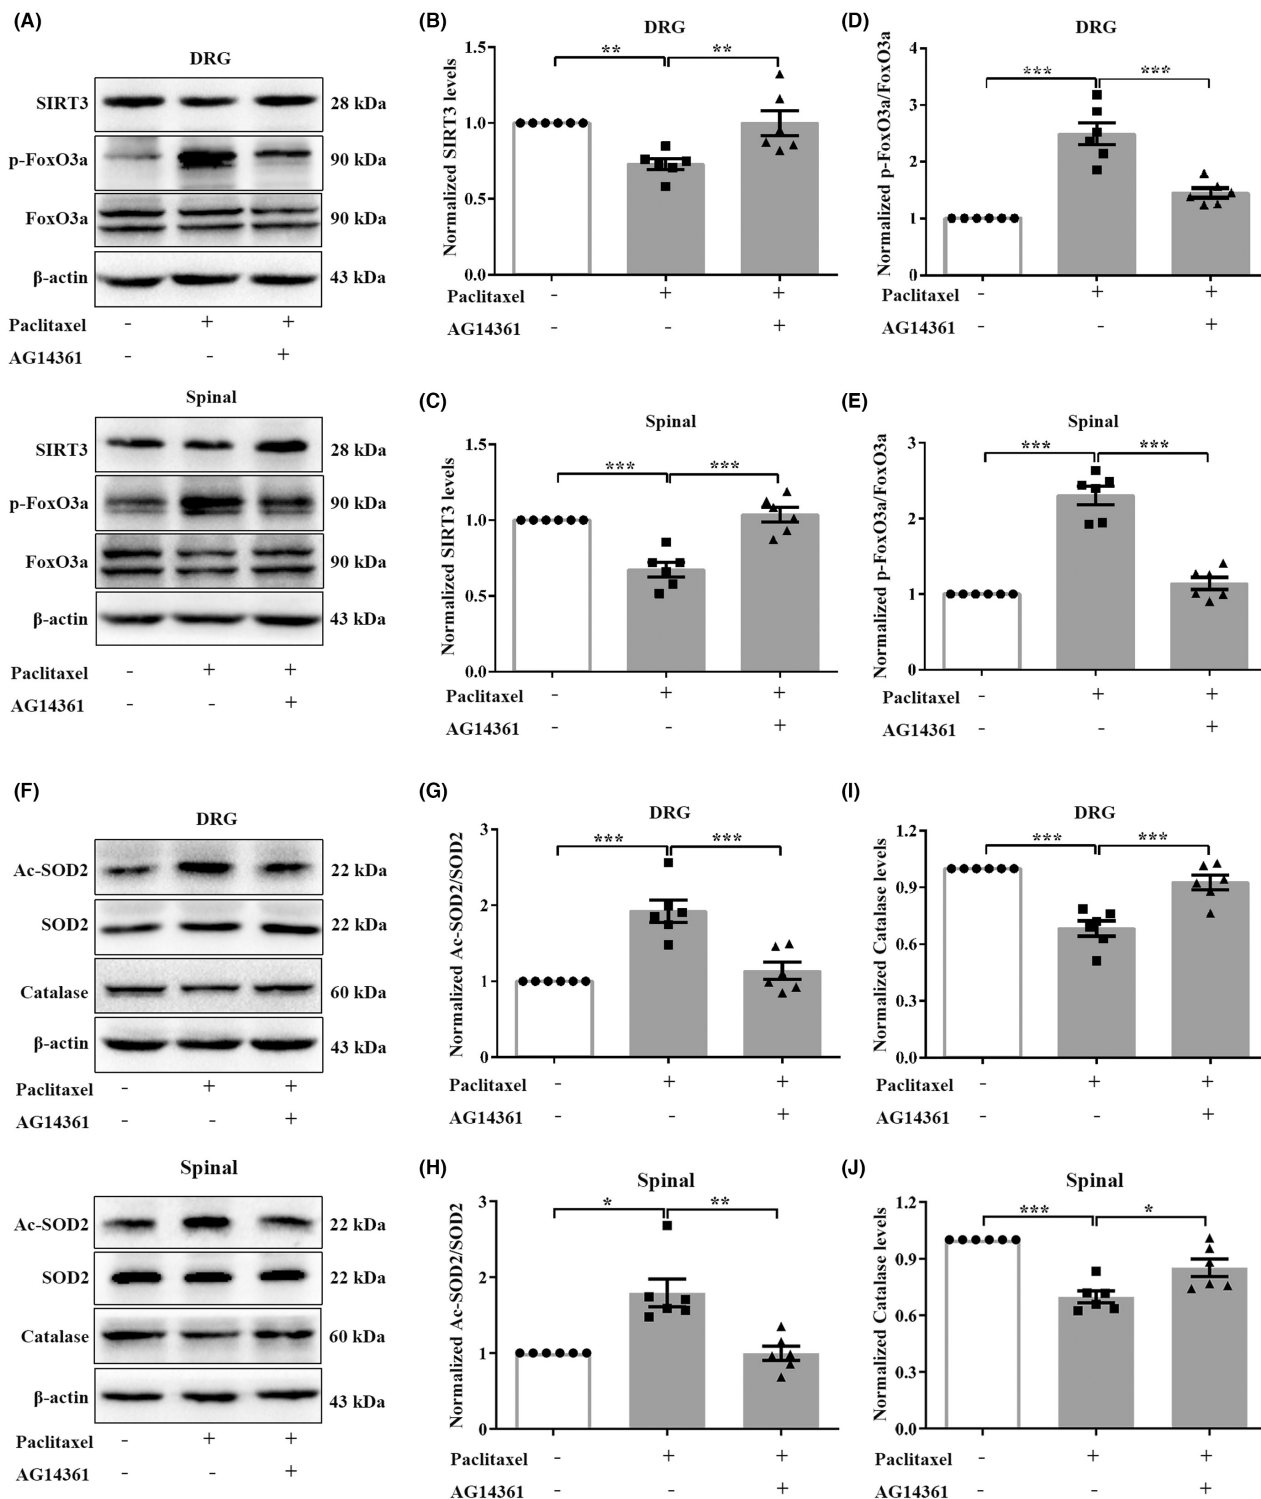 (A)
DRG
SIRT3 28 kDa
p-FoxO3a 90 kDa
FoxO3a 90 kDa
β-actin 43 kDa
Paclitaxel - + +
AG14361 - - +
Spinal
SIRT3 28 kDa
p-FoxO3a 90 kDa
FoxO3a 90 kDa
β-actin 43 kDa
Paclitaxel - + +
AG14361 - - +
(B)
DRG
Normalized SIRT3 levels
1.5
1.0
0.5
0.0
** **
Paclitaxel - + +
AG14361 - - +
(D)
DRG
Normalized p-FoxO3a/FoxO3a
4
3
2
1
0
*** ***
Paclitaxel - + +
AG14361 - - +
(C)
Spinal
Normalized SIRT3 levels
1.5
1.0
0.5
0.0
*** ***
Paclitaxel - + +
AG14361 - - +
(E)
Spinal
Normalized p-FoxO3a/FoxO3a
3
2
1
0
*** ***
Paclitaxel - + +
AG14361 - - +
(F)
DRG
Ac-SOD2 22 kDa
SOD2 22 kDa
Catalase 60 kDa
β-actin 43 kDa
Paclitaxel - + +
AG14361 - - +
Spinal
Ac-SOD2 22 kDa
SOD2 22 kDa
Catalase 60 kDa
β-actin 43 kDa
Paclitaxel - + +
AG14361 - - +
(G)
DRG
Normalized Ac-SOD2/SOD2
3
2
1
0
*** ***
Paclitaxel - + +
AG14361 - - +
(I)
DRG
Normalized Catalase levels
1.2
0.9
0.6
0.3
0.0
*** ***
Paclitaxel - + +
AG14361 - - +
(H)
Spinal
Normalized Ac-SOD2/SOD2
3
2
1
0
* **
Paclitaxel - + +
AG14361 - - +
(J)
Spinal
Normalized Catalase levels
1.2
0.9
0.6
0.3
0.0
*** *
Paclitaxel - + +
AG14361 - - +